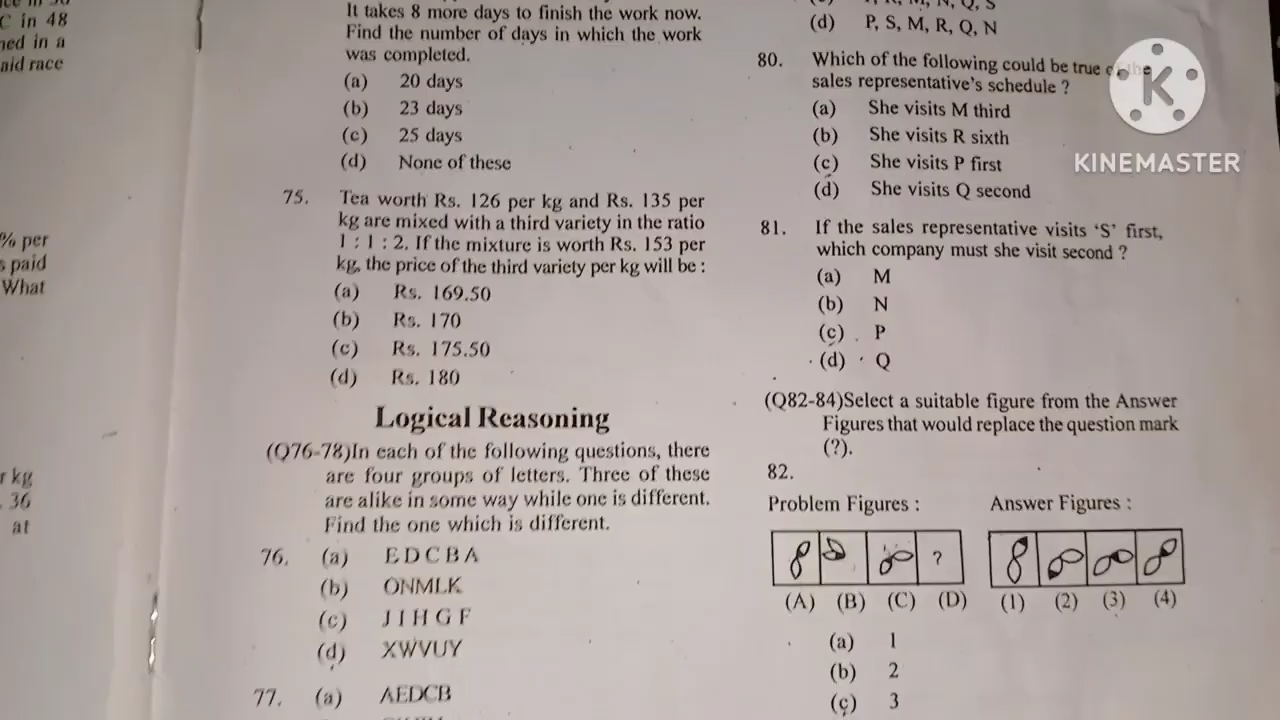 C in 48
ned in a
aid race
% per
s paid
What
r kg
36
at
It takes 8 more days to finish the work now.
Find the number of days in which the work
was completed.
(a) 20 days
(b) 23 days
(c) 25 days
(d) None of these
75. Tea worth Rs. 126 per kg and Rs. 135 per
kg are mixed with a third variety in the ratio
1 : 1 : 2. If the mixture is worth Rs. 153 per
kg, the price of the third variety per kg will be :
(a) Rs. 169.50
(b) Rs. 170
(c) Rs. 175.50
(d) Rs. 180
Logical Reasoning
(Q76-78)In each of the following questions, there
are four groups of letters. Three of these
are alike in some way while one is different.
Find the one which is different.
76. (a) E D C B A
(b) ONMLK
(c) J I H G F
(d) XWVUY
77. (a) AEDCB
(d) P, S, M, R, Q, N
80. Which of the following could be true of the
sales representative's schedule ?
(a) She visits M third
(b) She visits R sixth
(c) She visits P first
(d) She visits Q second
81. If the sales representative visits 'S' first,
which company must she visit second ?
(a) M
(b) N
(c) P
(d) Q
(Q82-84)Select a suitable figure from the Answer
Figures that would replace the question mark
(?).
82.
Problem Figures : Answer Figures :
?
(A) (B) (C) (D) (1) (2) (3) (4)
(a) 1
(b) 2
(c) 3
K
KINEMASTER